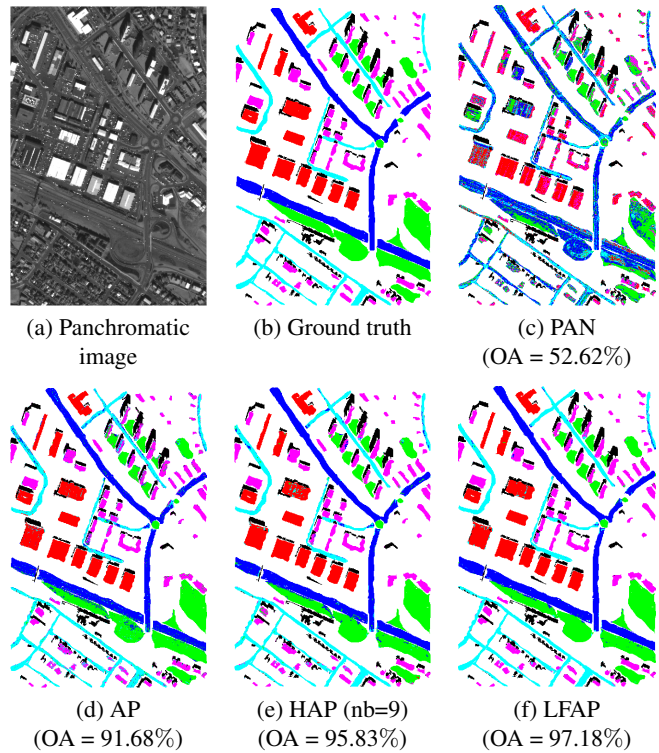 (a) Panchromatic
image
(b) Ground truth
(c) PAN
(OA = 52.62%)
(d) AP
(OA = 91.68%)
(e) HAP (nb=9)
(OA = 95.83%)
(f) LFAP
(OA = 97.18%)